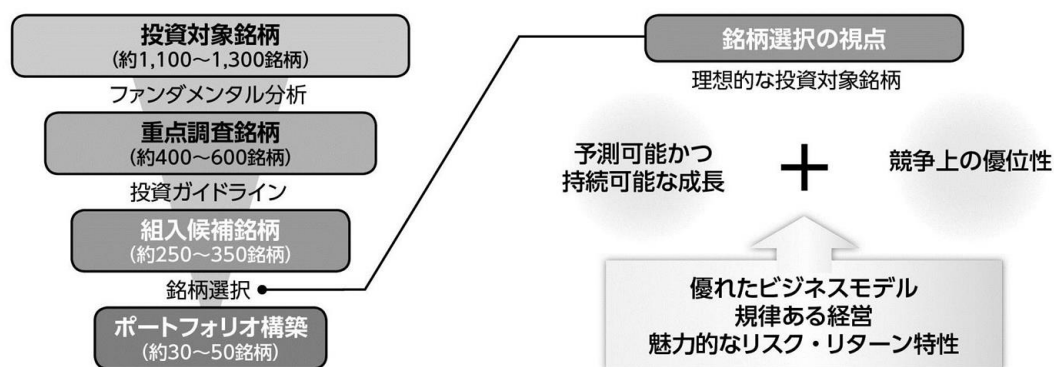 投資対象銘柄
(約1,100～1,300銘柄)
ファンダメンタル分析
重点調査銘柄
(約400～600銘柄)
投資ガイドライン
組入候補銘柄
(約250～350銘柄)
銘柄選択
ポートフォリオ構築
(約30～50銘柄)
銘柄選択の視点
理想的な投資対象銘柄
予測可能かつ
持続可能な成長
+
競争上の優位性
優れたビジネスモデル
規律ある経営
魅力的なリスク・リターン特性